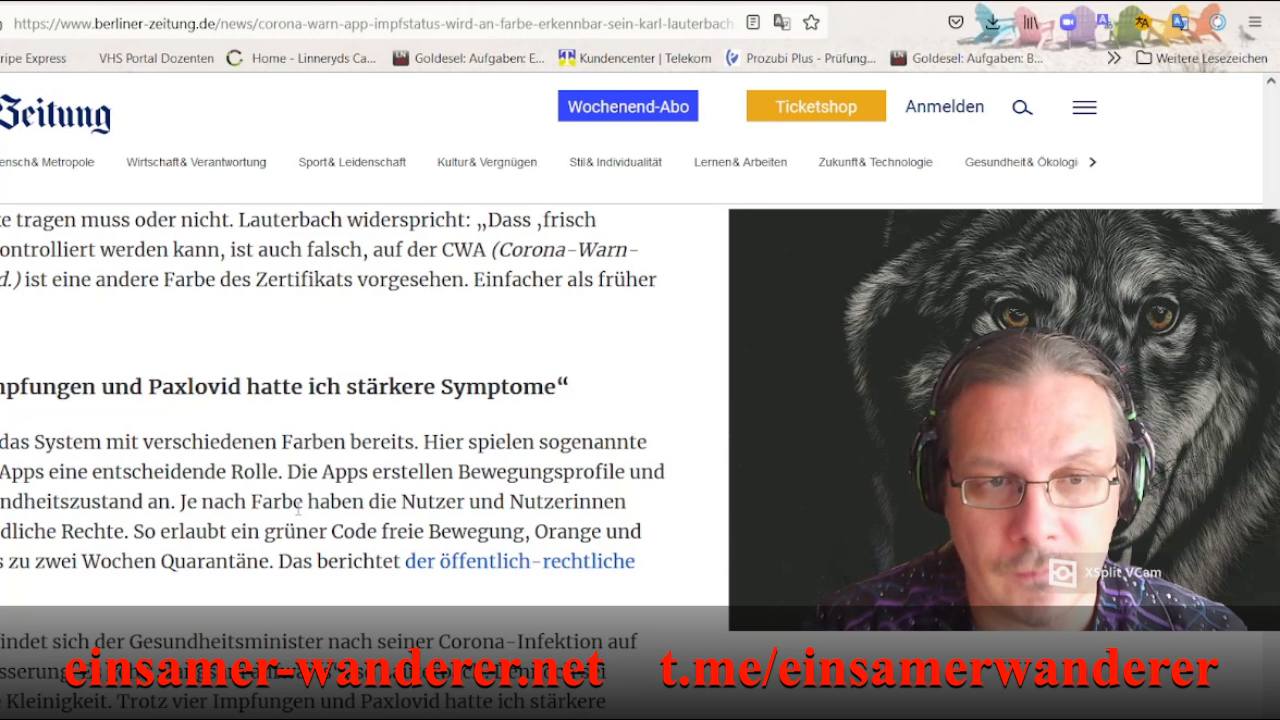 https://www.berliner-zeitung.de/news/corona-warn-app-impfstatus-wird-an-farbe-erkennbar-sein-karl-lauterbach
ripe Express
VHS Portal Dozenten
Home - Linneryds Ca...
Goldesel: Aufgaben: E...
Kundencenter | Telekom
Prozubi Plus - Prüfung...
Goldesel: Aufgaben: B...
Weitere Lesezeichen
Zeitung
Wochenend-Abo
Ticketshop
Anmelden
ensch & Metropole
Wirtschaft & Verantwortung
Sport & Leidenschaft
Kultur & Vergnügen
Stil & Individualität
Lernen & Arbeiten
Zukunft & Technologie
Gesundheit & Ökologi
ke tragen muss oder nicht. Lauterbach widerspricht: „Dass ‚frisch
ontrolliert werden kann, ist auch falsch, auf der CWA (Corona-Warn-
d.) ist eine andere Farbe des Zertifikats vorgesehen. Einfacher als früher
npfungen und Paxlovid hatte ich stärkere Symptome“
das System mit verschiedenen Farben bereits. Hier spielen sogenannte
Apps eine entscheidende Rolle. Die Apps erstellen Bewegungsprofile und
ndheitszustand an. Je nach Farbe haben die Nutzer und Nutzerinnen
dliche Rechte. So erlaubt ein grüner Code freie Bewegung, Orange und
s zu zwei Wochen Quarantäne. Das berichtet der öffentlich-rechtliche
XSplit VCam
indet sich der Gesundheitsminister nach seiner Corona-Infektion auf
sserung
einsamer-wanderer.net
t.me/einsamerwanderer
e Kleinigkeit. Trotz vier Impfungen und Paxlovid hatte ich stärkere